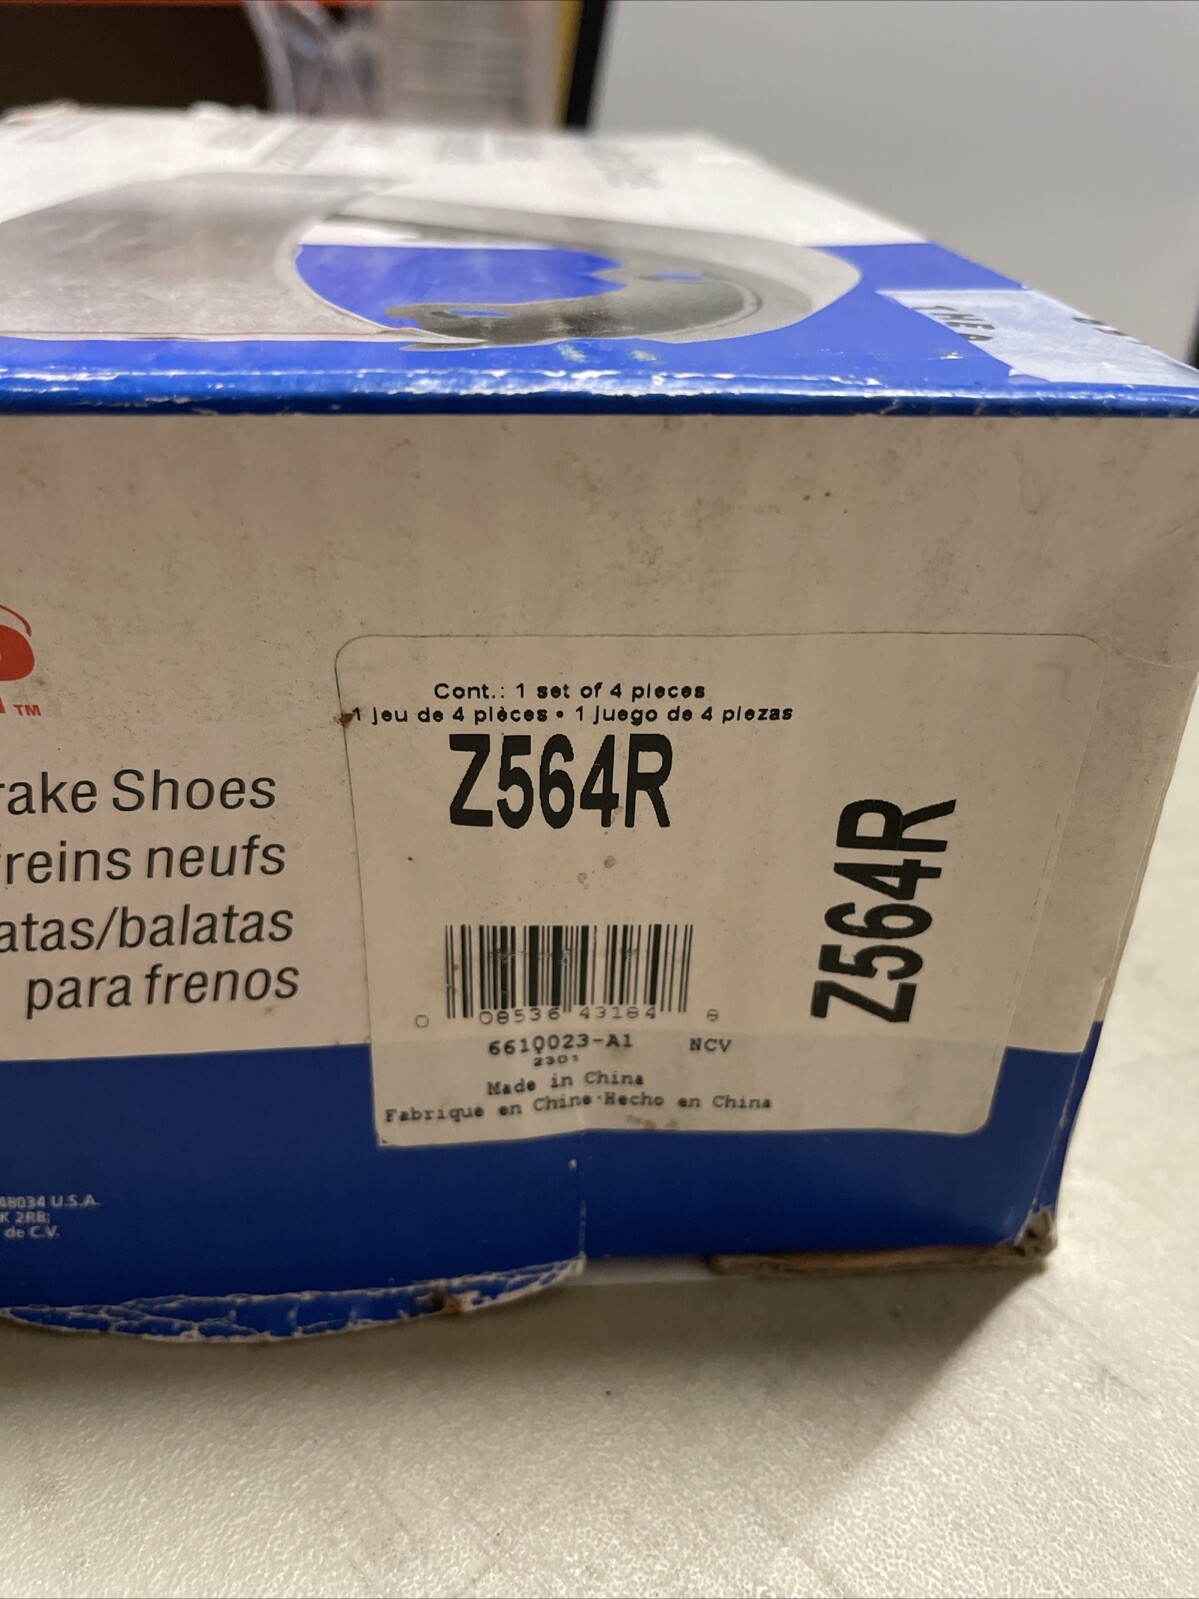 TM
rake Shoes
freins neufs
atas/balatas
para frenos
Cont.: 1 set of 4 pieces
1 jeu de 4 pièces • 1 juego de 4 piezas
Z564R
Z564R
0 08536 43184 8
6610023-A1 NCV
2301
Made in China
Fabriqué en Chine·Hecho en China
48034 U.S.A.
K 2R8;
de C.V.